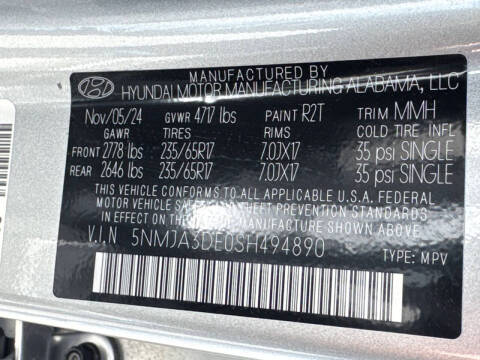 MANUFACTURED BY
HYUNDAI MOTOR MANUFACTURING ALABAMA, LLC
Nov/05/24 GVWR 4717 lbs PAINT R2T TRIM MMH
GAWR TIRES RIMS COLD TIRE INFL
FRONT 2778 lbs 235/65R17 7.0JX17 35 psi SINGLE
REAR 2646 lbs 235/65R17 7.0JX17 35 psi SINGLE
THIS VEHICLE CONFORMS TO ALL APPLICABLE U.S.A. FEDERAL
MOTOR VEHICLE SAFETY AND THEFT PREVENTION STANDARDS
IN EFFECT ON THE DATE OF MANUFACTURE SHOWN ABOVE.
VIN 5NMJA3DE0SH494890
TYPE: MPV